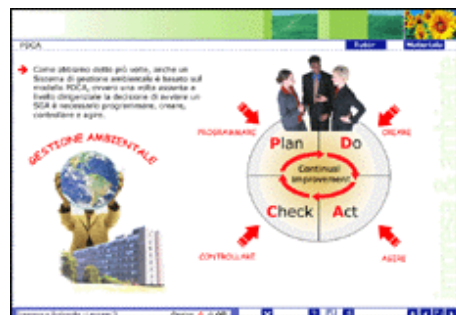 PDCA
Tutor
Materiale
Come abbiamo detto più volte, anche un
Sistema di gestione ambientale è basato sul
modello PDCA, ovvero una volta assunta a
livello dirigenziale la decisione di avviare un
SGA è necessario programmare, creare,
controllare e agire.
GESTIONE AMBIENTALE
PROGRAMMARE
CREARE
Plan
Do
Continual
improvement
Check
Act
CONTROLLARE
AGIRE